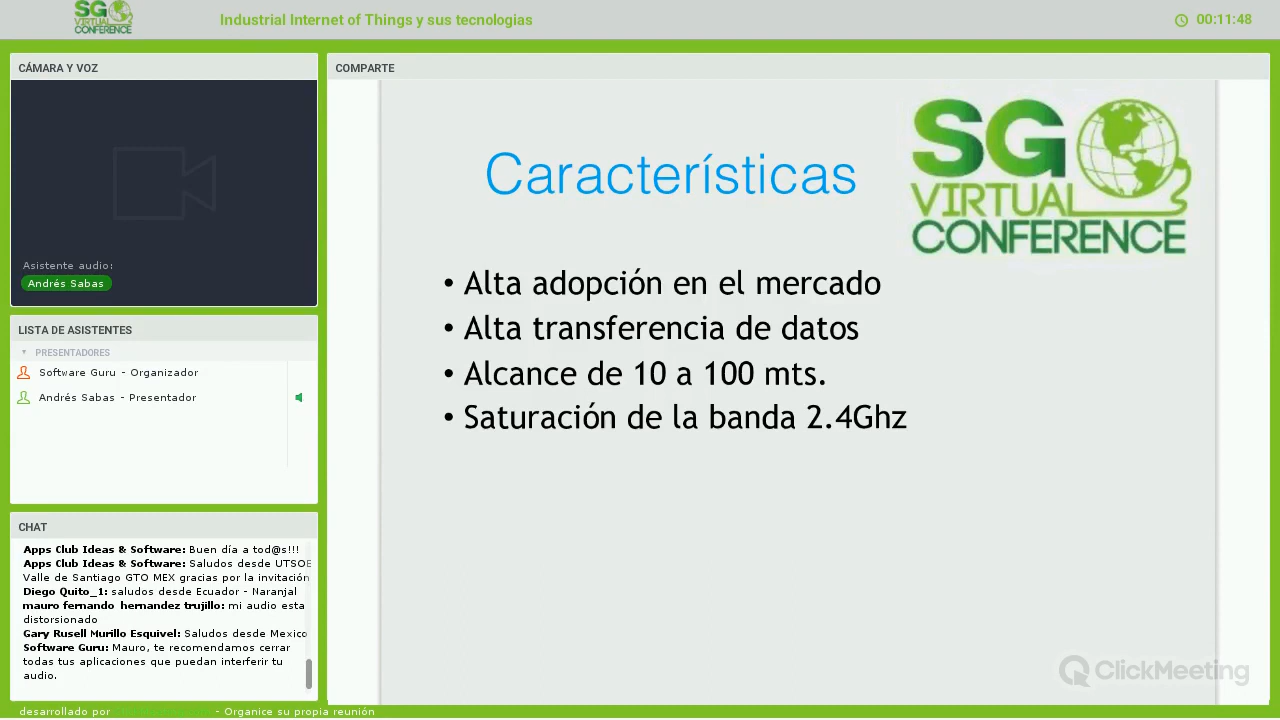 SG
VIRTUAL
CONFERENCE
Industrial Internet of Things y sus tecnologias
00:11:48
CÁMARA Y VOZ
Asistente audio:
Andrés Sabas
LISTA DE ASISTENTES
PRESENTADORES
Software Guru - Organizador
Andrés Sabas - Presentador
CHAT
Apps Club Ideas & Software: Buen día a tod@s!!!
Apps Club Ideas & Software: Saludos desde UTSOE
Valle de Santiago GTO MEX gracias por la invitación
Diego Quito_1: saludos desde Ecuador - Naranjal
mauro fernando hernandez trujillo: mi audio esta
distorsionado
Gary Rusell Murillo Esquivel: Saludos desde Mexico
Software Guru: Mauro, te recomendamos cerrar
todas tus aplicaciones que puedan interferir tu
audio.
COMPARTE
Características
SG
VIRTUAL
CONFERENCE
• Alta adopción en el mercado
• Alta transferencia de datos
• Alcance de 10 a 100 mts.
• Saturación de la banda 2.4Ghz
ClickMeeting
desarrollado por - Organice su propia reunión